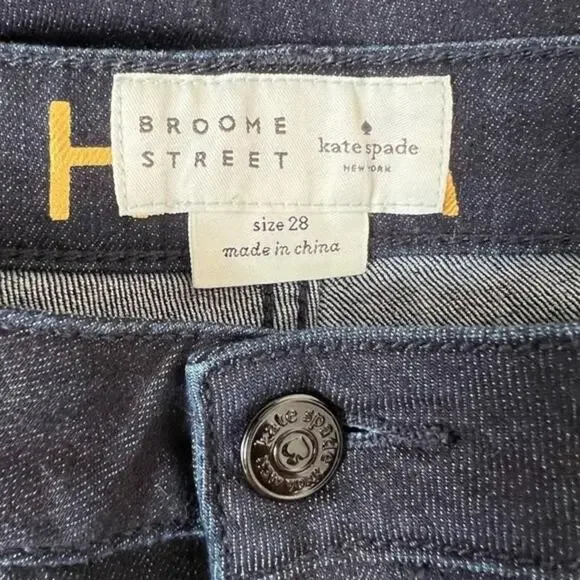 H
BROOME
STREET
kate spade
NEW YORK
size 28
made in china
kate spade
NEW YORK